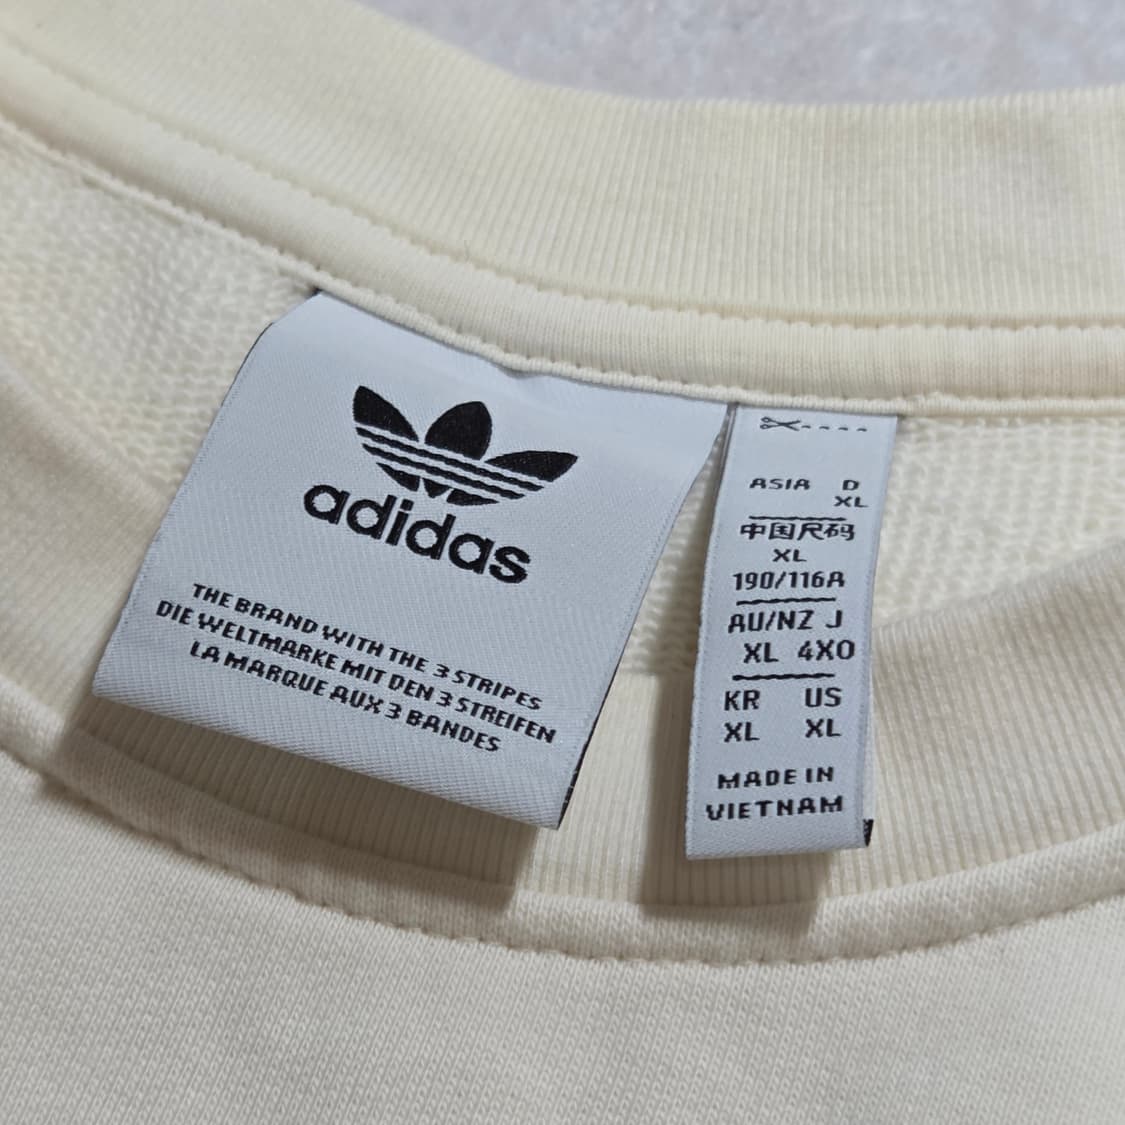 adidas
THE BRAND WITH THE 3 STRIPES
DIE WELTMARKE MIT DEN 3 STREIFEN
LA MARQUE AUX 3 BANDES
ASIA D
XL
中国尺码
XL
190/116A
AU/NZ J
XL 4XO
KR US
XL XL
MADE IN
VIETNAM